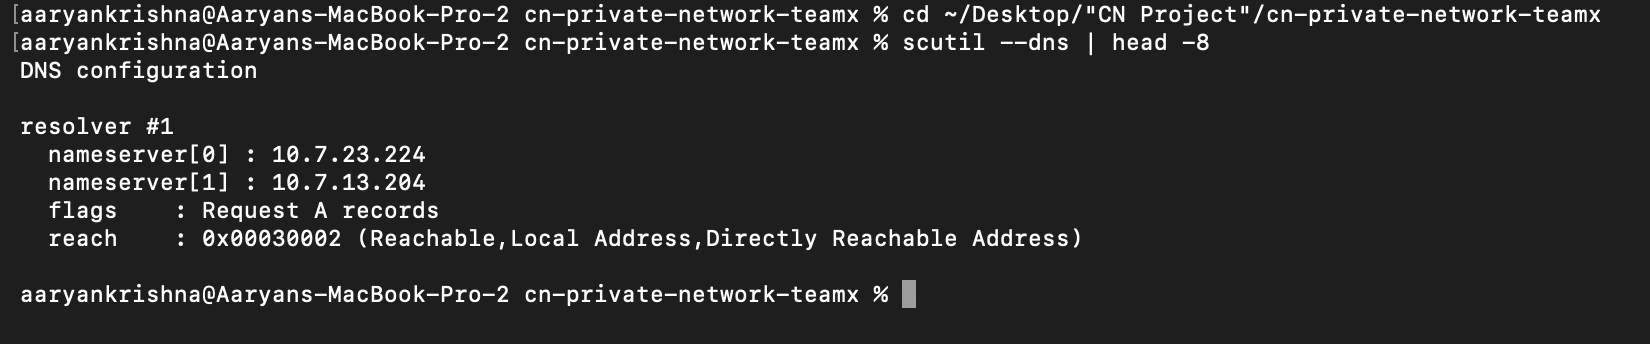 [aaryankrishna@Aaryans-MacBook-Pro-2 cn-private-network-teamx % cd ~/Desktop/"CN Project"/cn-private-network-teamx
[aaryankrishna@Aaryans-MacBook-Pro-2 cn-private-network-teamx % scutil --dns | head -8
DNS configuration
resolver #1
nameserver[0] : 10.7.23.224
nameserver[1] : 10.7.13.204
flags    : Request A records
reach    : 0x00030002 (Reachable,Local Address,Directly Reachable Address)
aaryankrishna@Aaryans-MacBook-Pro-2 cn-private-network-teamx %